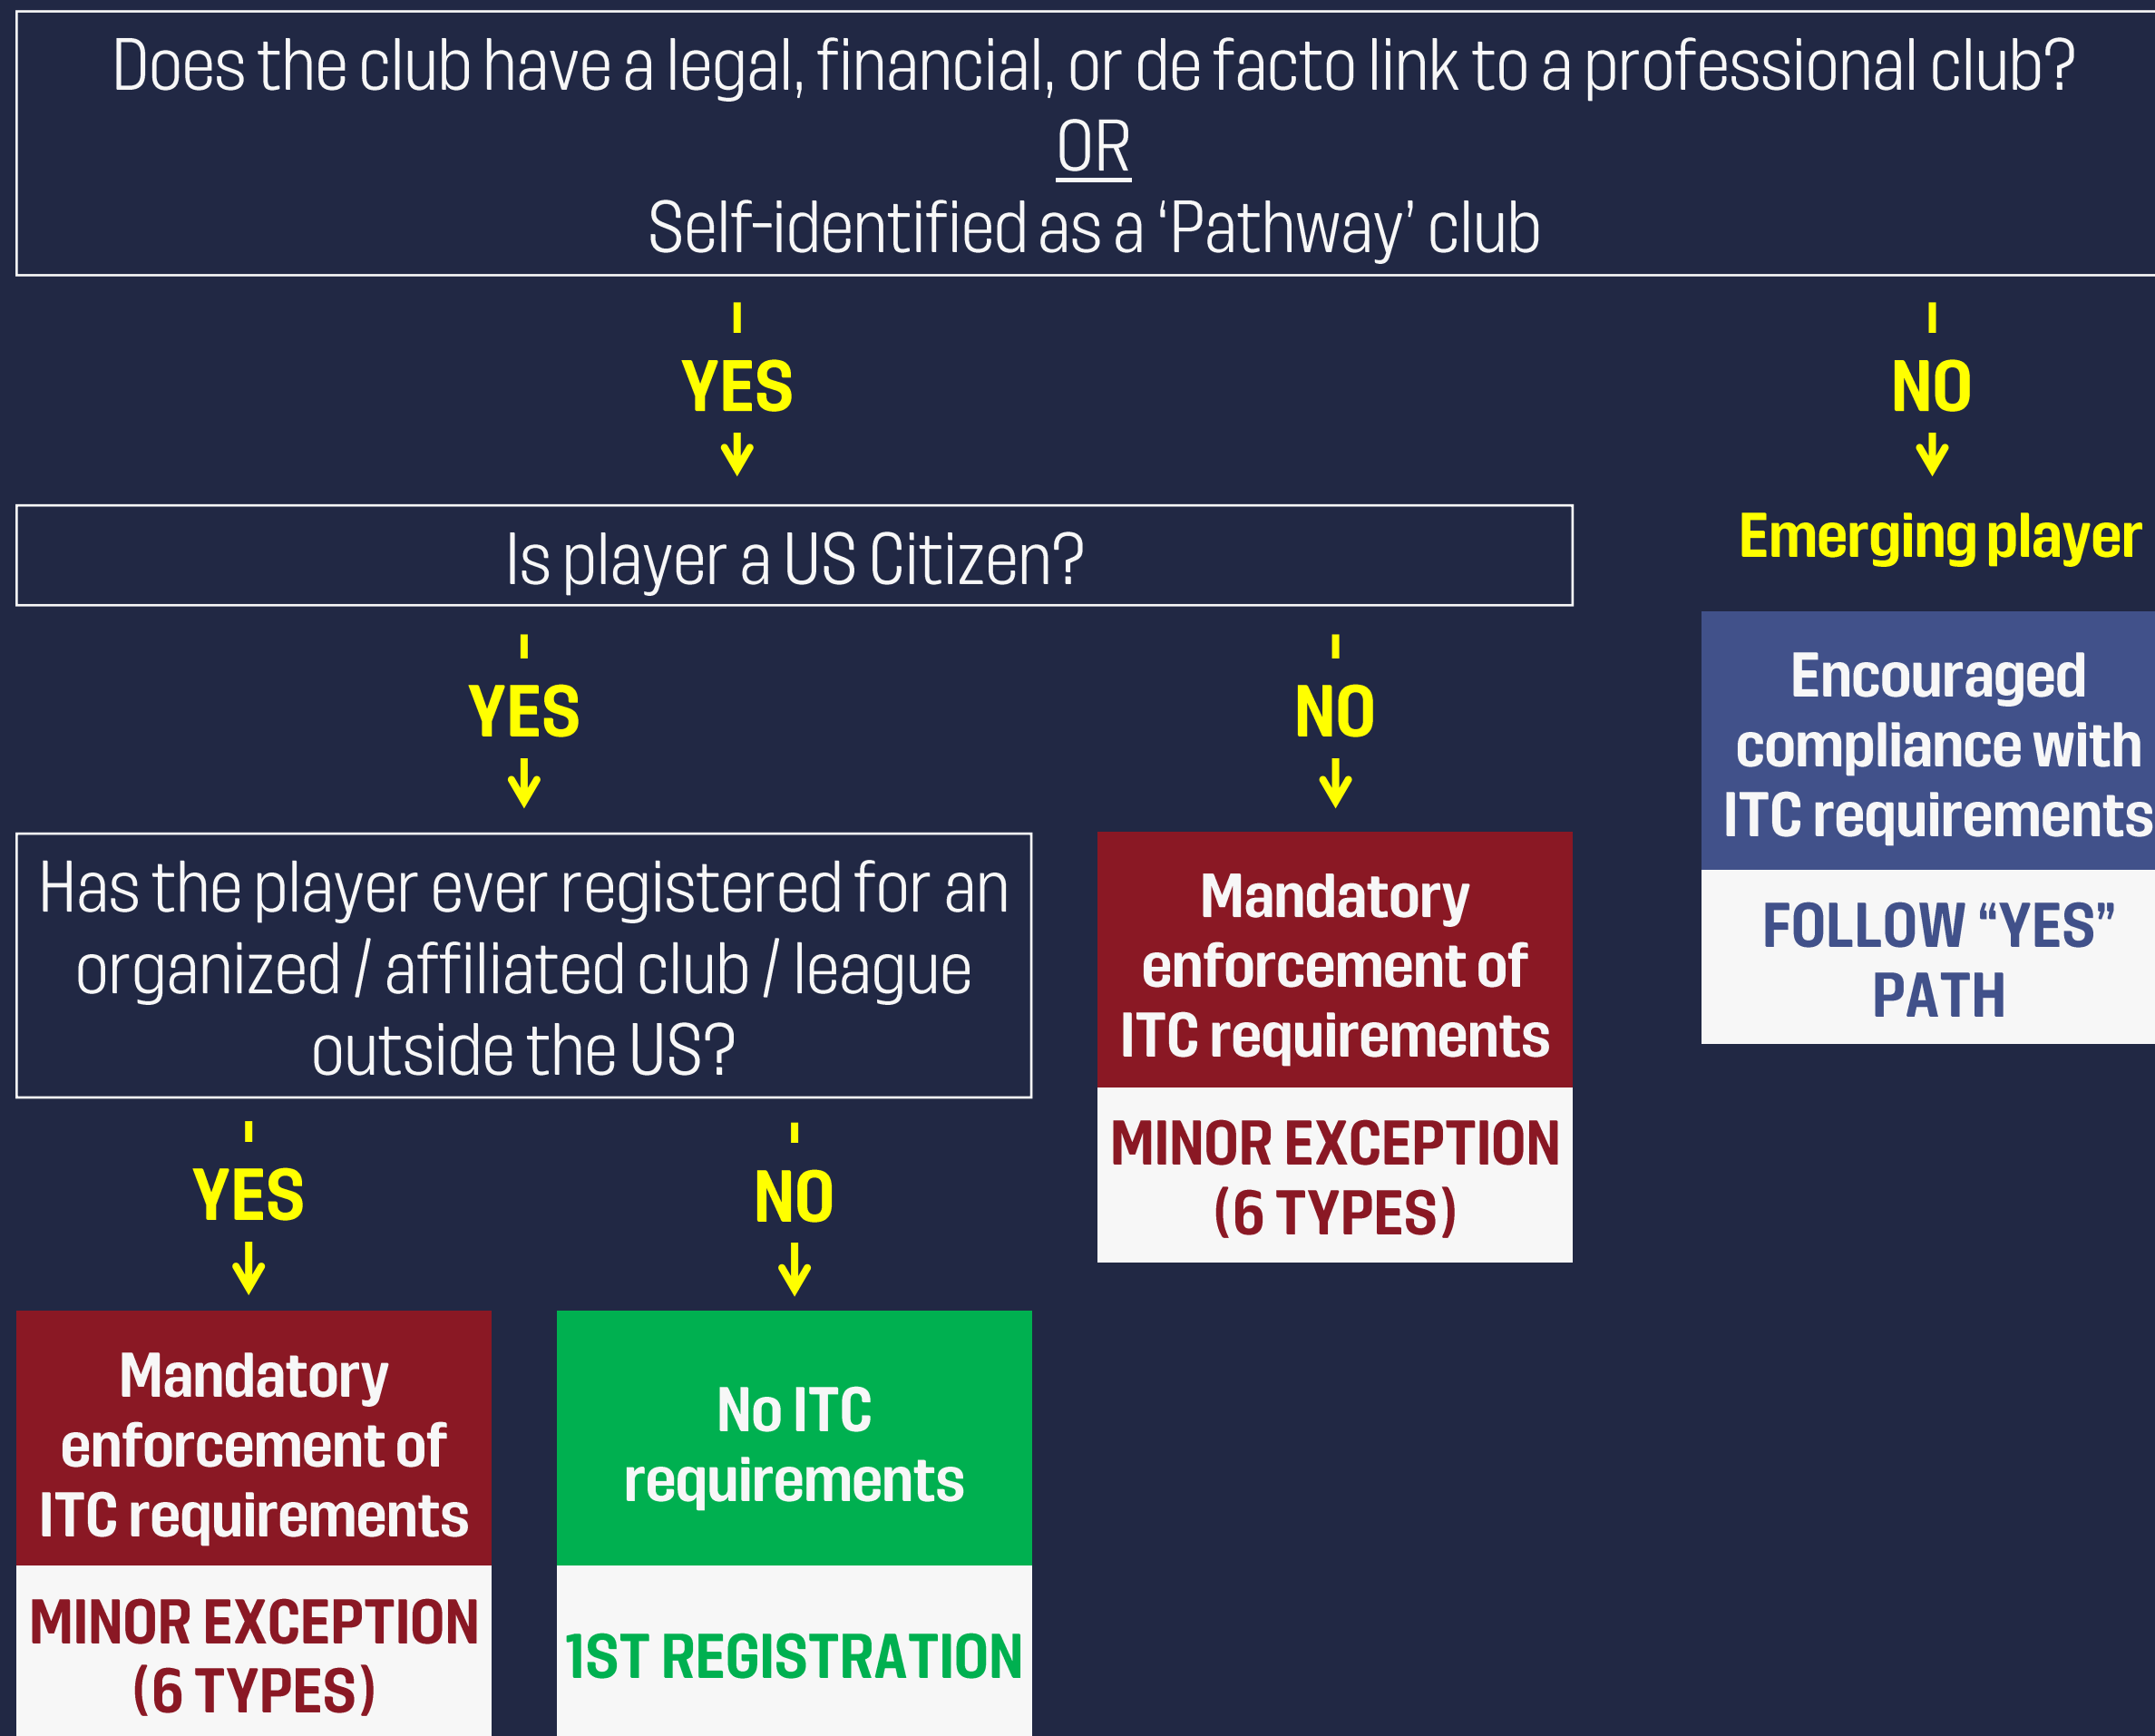 Does the club have a legal, financial, or de facto link to a professional club?
OR
Self-identified as a ‘Pathway’ club
YES
NO
Is player a US Citizen?
Emerging player
Encouraged
compliance with
ITC requirements
FOLLOW “YES”
PATH
YES
NO
Has the player ever registered for an
organized / affiliated club / league
outside the US?
Mandatory
enforcement of
ITC requirements
MINOR EXCEPTION
(6 TYPES)
YES
NO
Mandatory
enforcement of
ITC requirements
MINOR EXCEPTION
(6 TYPES)
No ITC
requirements
1ST REGISTRATION